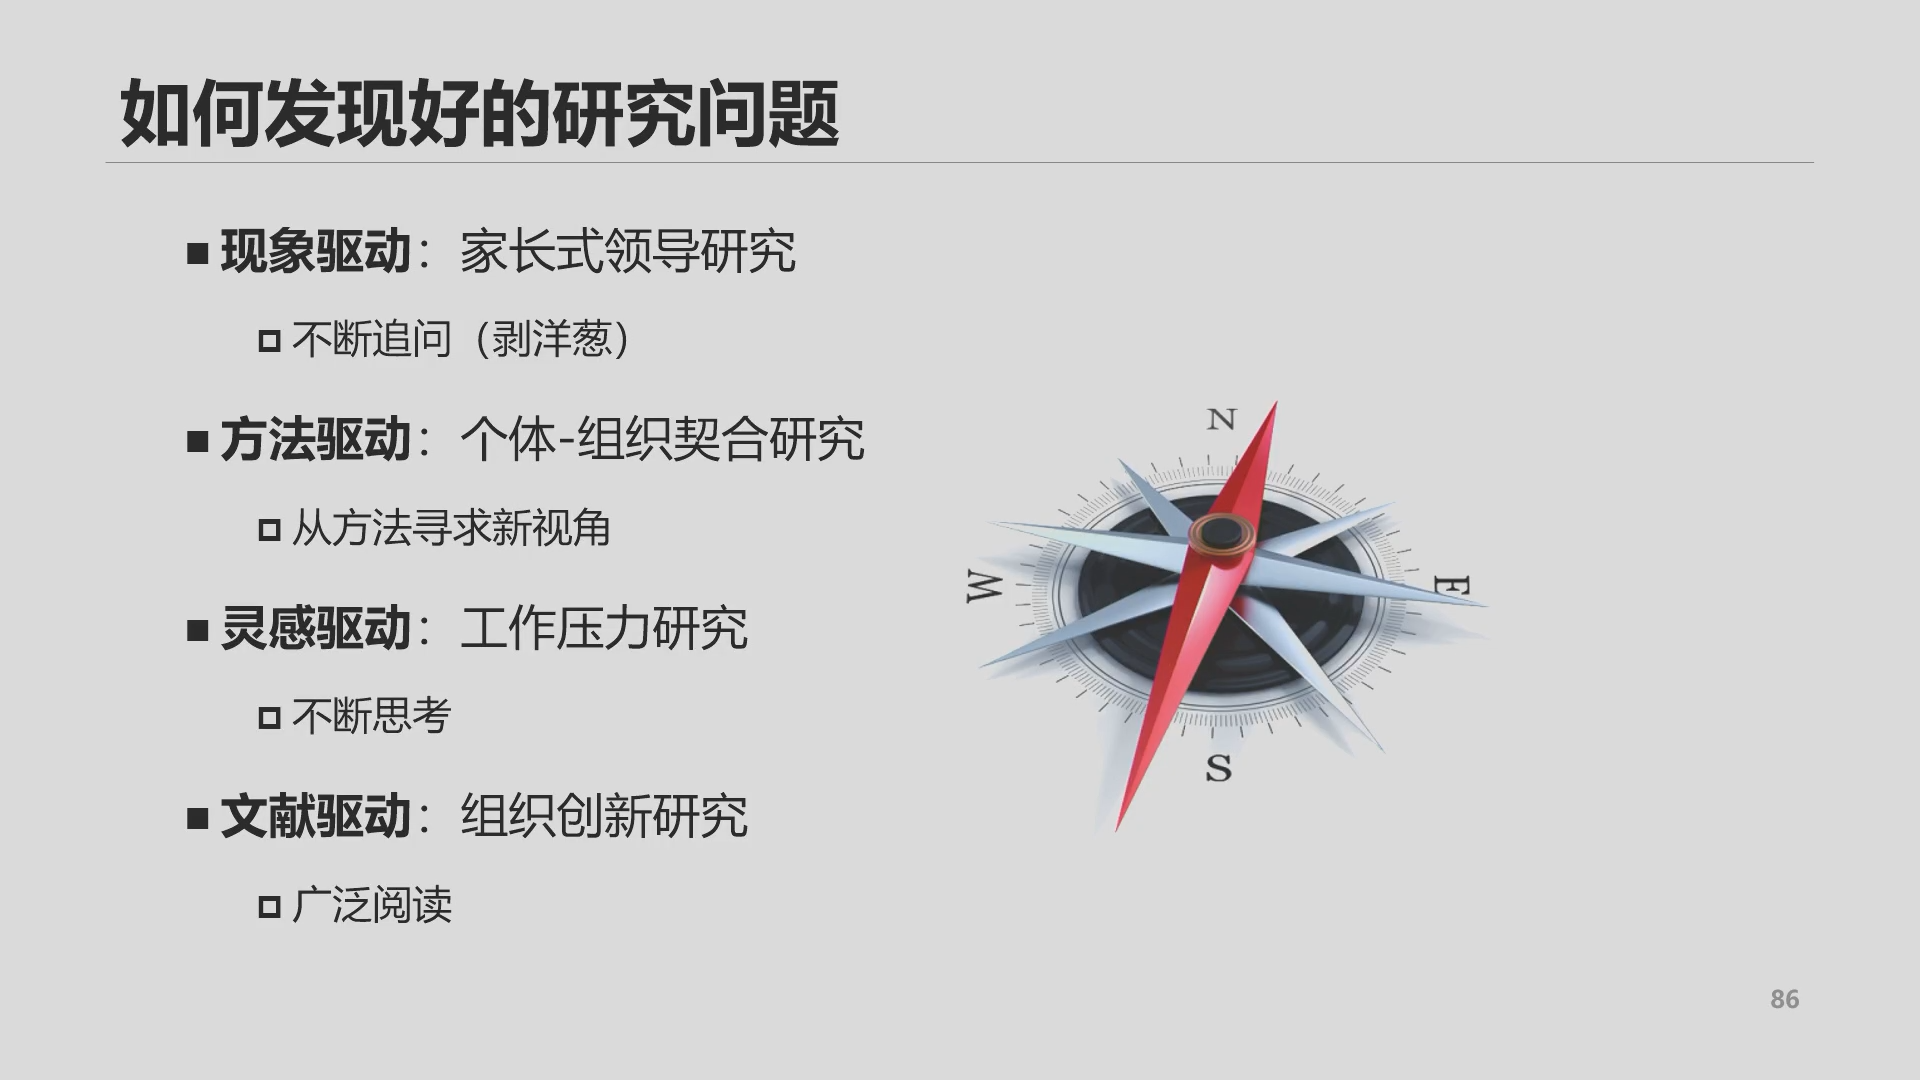 如何发现好的研究问题
■ 现象驱动：家长式领导研究
不断追问（剥洋葱）
■ 方法驱动：个体-组织契合研究
从方法寻求新视角
■ 灵感驱动：工作压力研究
不断思考
■ 文献驱动：组织创新研究
广泛阅读
N
W
E
S
86